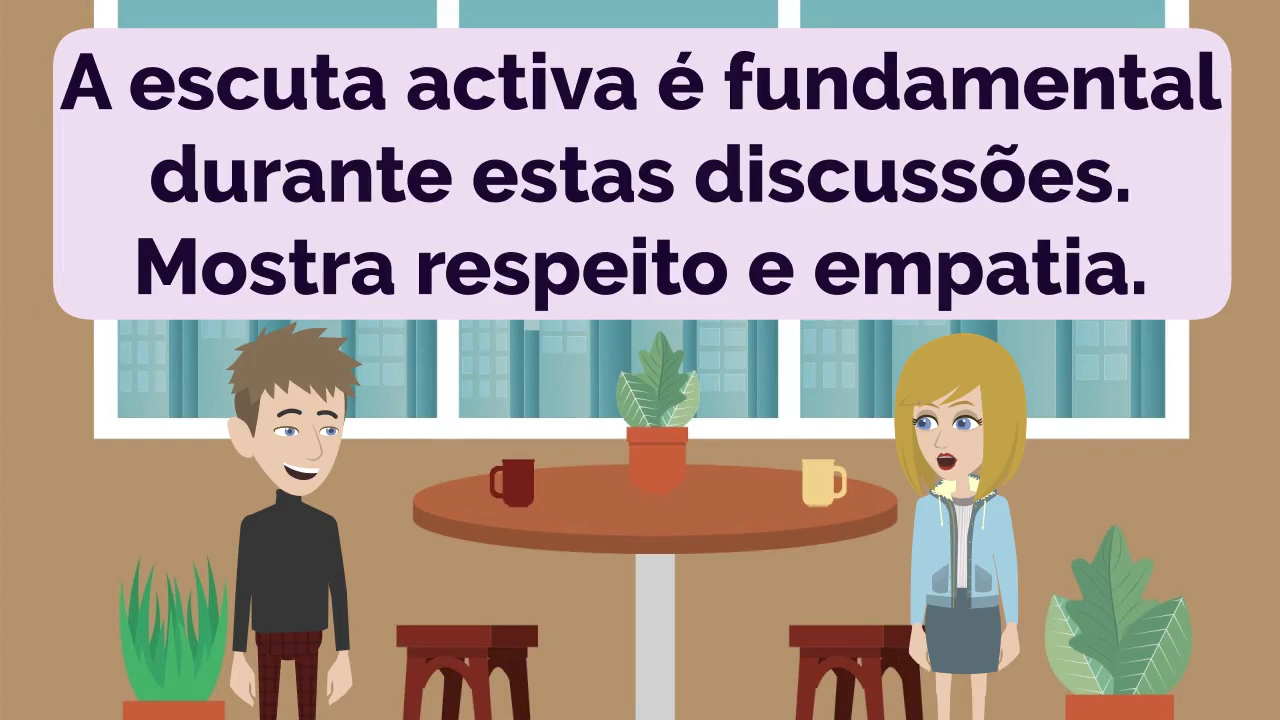 A escuta activa é fundamental
durante estas discussões.
Mostra respeito e empatia.